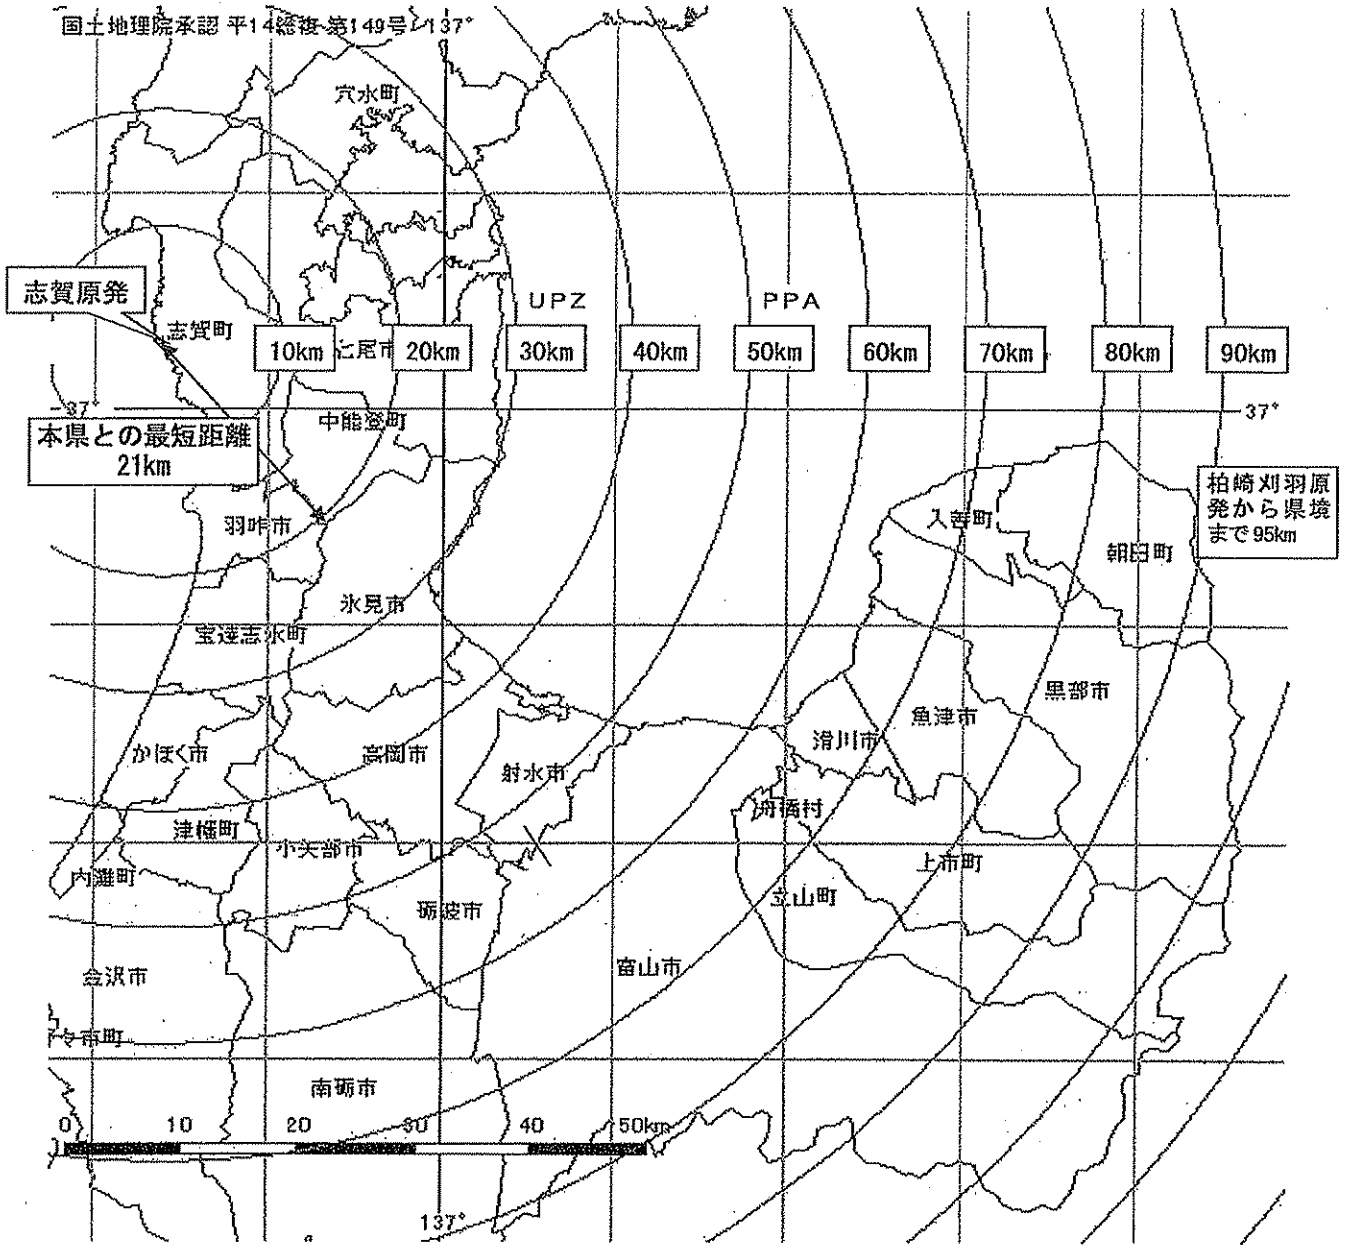 国土地理院承認 平14総複 第149号 137°
穴水町
志賀原発
UPZ
PPA
志賀町
10km
七尾市
20km
30km
40km
50km
60km
70km
80km
90km
37°
37°
中能登町
本県との最短距離
21km
柏崎刈羽原
発から県境
まで95km
羽咋市
入善町
朝日町
氷見市
宝達志水町
黒部市
魚津市
かほく市
高岡市
滑川市
射水市
舟橋村
津幡町
小矢部市
上市町
内灘町
立山町
砺波市
金沢市
富山市
々市町
南砺市
0 10 20 30 40 50km
137°